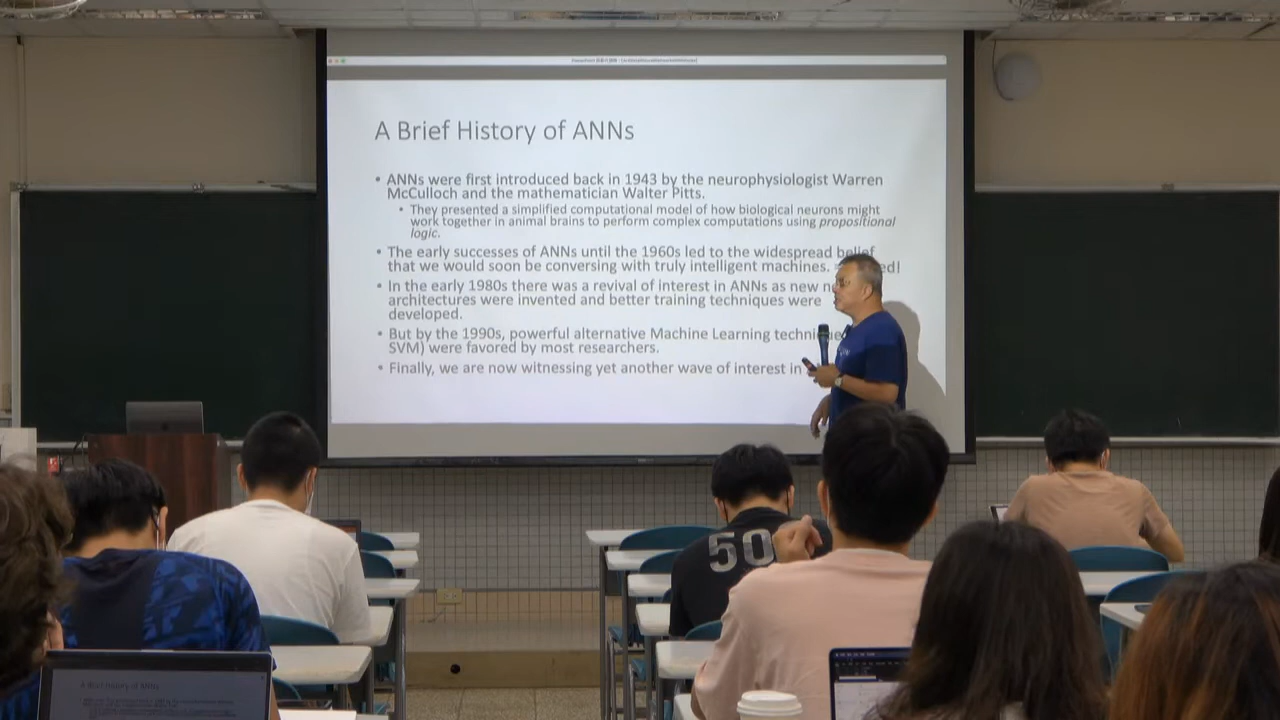 A Brief History of ANNs
• ANNs were first introduced back in 1943 by the neurophysiologist Warren
McCulloch and the mathematician Walter Pitts.
• They presented a simplified computational model of how biological neurons might
work together in animal brains to perform complex computations using propositional
logic.
• The early successes of ANNs until the 1960s led to the widespread belief
that we would soon be conversing with truly intelligent machines.
• In the early 1980s there was a revival of interest in ANNs as new
architectures were invented and better training techniques were
developed.
• But by the 1990s, powerful alternative Machine Learning
SVM) were favored by most researchers.
• Finally, we are now witnessing yet another wave of interest in
50
A Brief History of ANNs